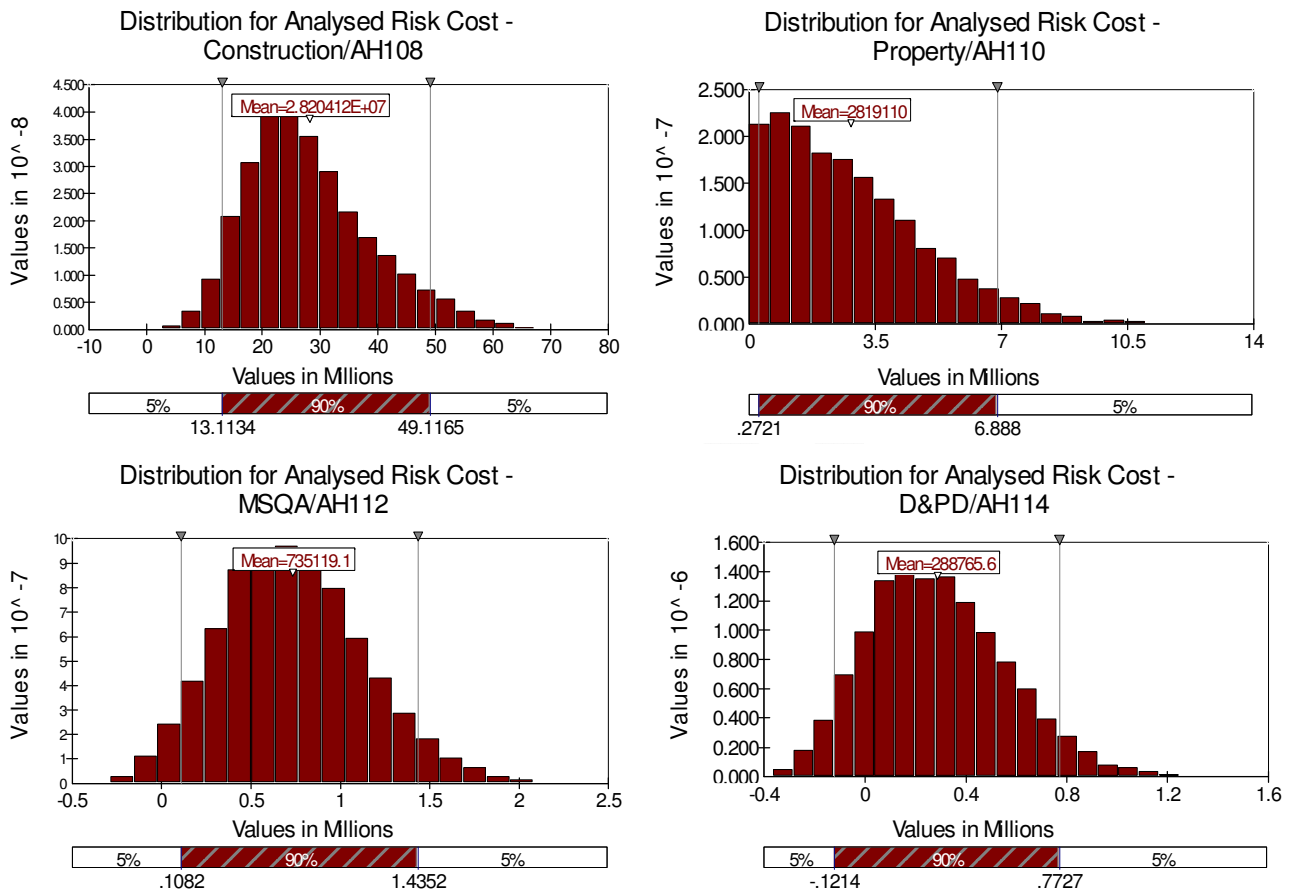 Distribution for Analysed Risk Cost -
Construction/AH108
Values in 10^ -8
4.500
4.000
3.500
3.000
2.500
2.000
1.500
1.000
0.500
0.000
Mean=2.820412E+07
-10 0 10 20 30 40 50 60 70 80
Values in Millions
5% 90% 5%
13.1134 49.1165
Distribution for Analysed Risk Cost -
Property/AH110
Values in 10^ -7
2.500
2.000
1.500
1.000
0.500
0.000
Mean=2819110
0 3.5 7 10.5 14
Values in Millions
90% 5%
.2721 6.888
Distribution for Analysed Risk Cost -
MSQA/AH112
Values in 10^ -7
10
9
8
7
6
5
4
3
2
1
0
Mean=735119.1
-0.5 0 0.5 1 1.5 2 2.5
Values in Millions
5% 90% 5%
.1082 1.4352
Distribution for Analysed Risk Cost -
D&PD/AH114
Values in 10^ -6
1.600
1.400
1.200
1.000
0.800
0.600
0.400
0.200
0.000
Mean=288765.6
-0.4 0 0.4 0.8 1.2 1.6
Values in Millions
5% 90% 5%
-.1214 .7727